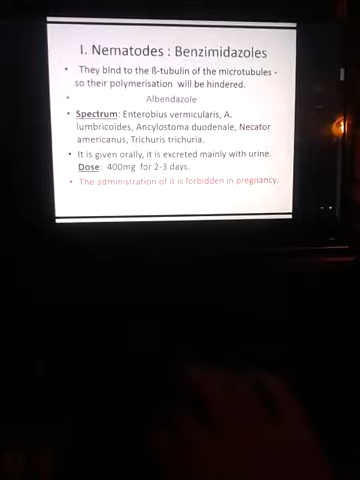 I. Nematodes : Benzimidazoles
• They bind to the ß-tubulin of the microtubules -
so their polymerisation will be hindered.
• Albendazole
• Spectrum: Enterobius vermicularis, A.
lumbricoides, Ancylostoma duodenale, Necator
americanus, Trichuris trichuria.
• It is given orally, it is excreted mainly with urine.
Dose: 400mg for 2-3 days.
• The administration of it is forbidden in pregnancy.